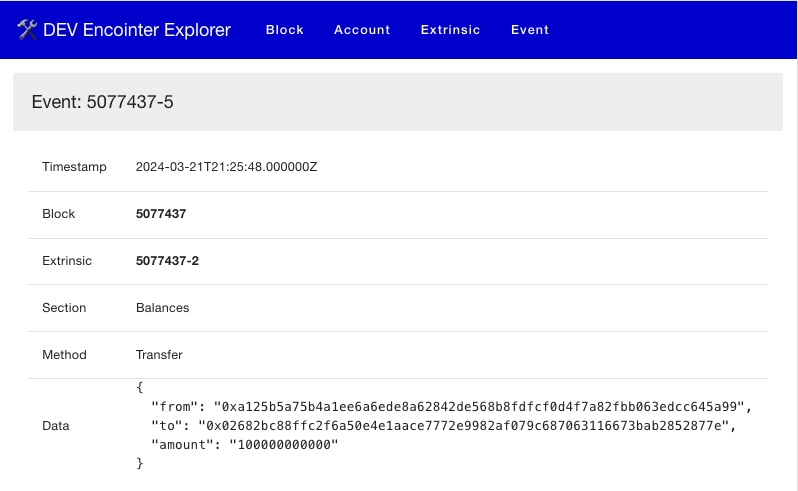 DEV Encointer Explorer Block Account Extrinsic Event
Event: 5077437-5
Timestamp 2024-03-21T21:25:48.000000Z
Block 5077437
Extrinsic 5077437-2
Section Balances
Method Transfer
Data
{
"from": "0xa125b5a75b4a1ee6a6ede8a62842de568b8fdfcf0d4f7a82fbb063edcc645a99",
"to": "0x02682bc88ffc2f6a50e4e1aace7772e9982af079c687063116673bab2852877e",
"amount": "100000000000"
}